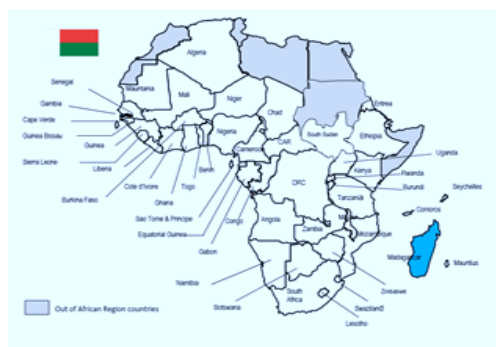 Algeria
Senegal
Mauritania
Mali
Niger
Chad
Eritrea
Gambia
Cape Verde
Guinea Bissau
Guinea
Nigeria
South Sudan
Ethiopia
CAR
Cameroon
Uganda
Sierra Leone
Liberia
Benin
Kenya
Rwanda
Cote d'Ivoire
Togo
DRC
Burundi
Burkina Faso
Ghana
Tanzania
Seychelles
Sao Tome & Principe
Congo
Comoros
Equatorial Guinea
Angola
Gabon
Zambia
Mozambique
Madagascar
Mauritius
Namibia
Zimbabwe
Botswana
South
Africa
Swaziland
Lesotho
Out of African Region countries